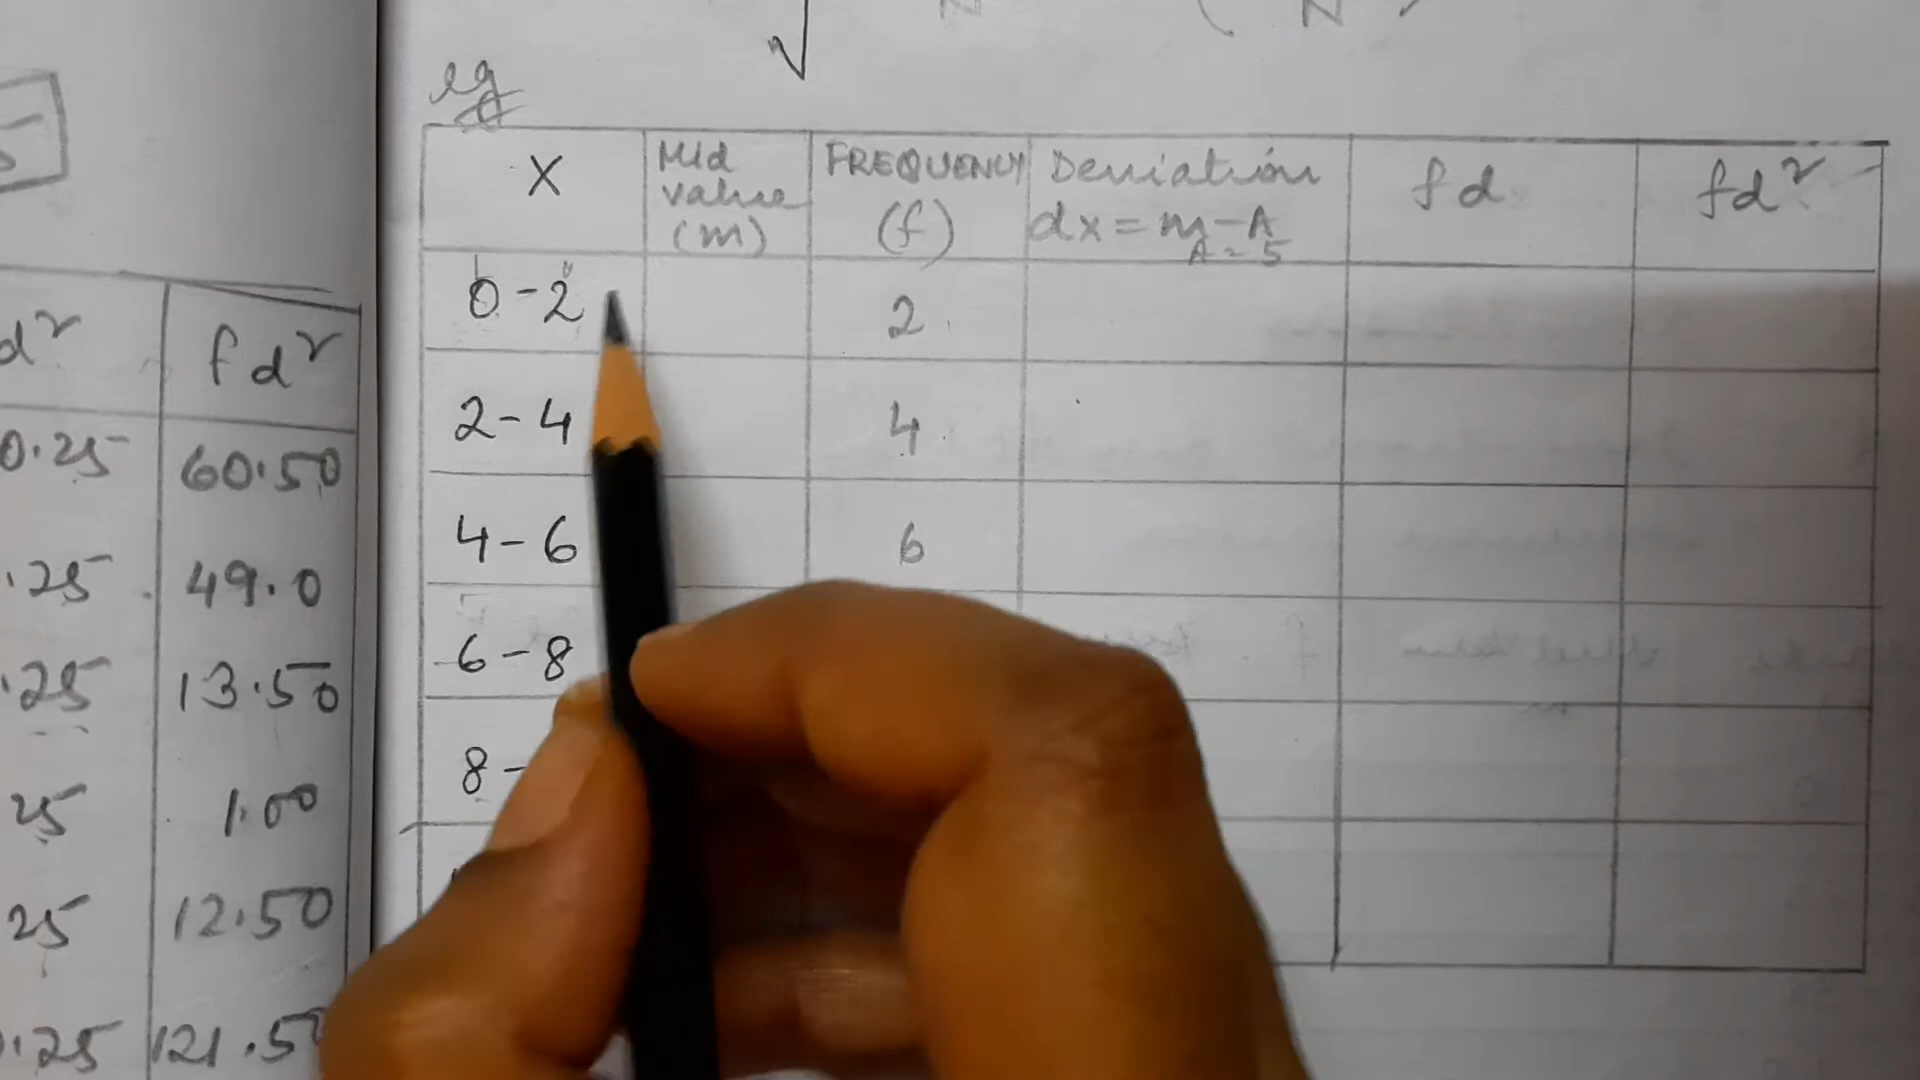 N ( N )
√
eg
X Mid value (m) FREQUENCY (f) Deviation dx = m - A A = 5 fd fd²
0 - 2 2
2 - 4 4
4 - 6 6
6 - 8
8 -
d² fd²
0.25 60.50
.25 49.0
.25 13.50
25 1.00
25 12.50
.25 121.50